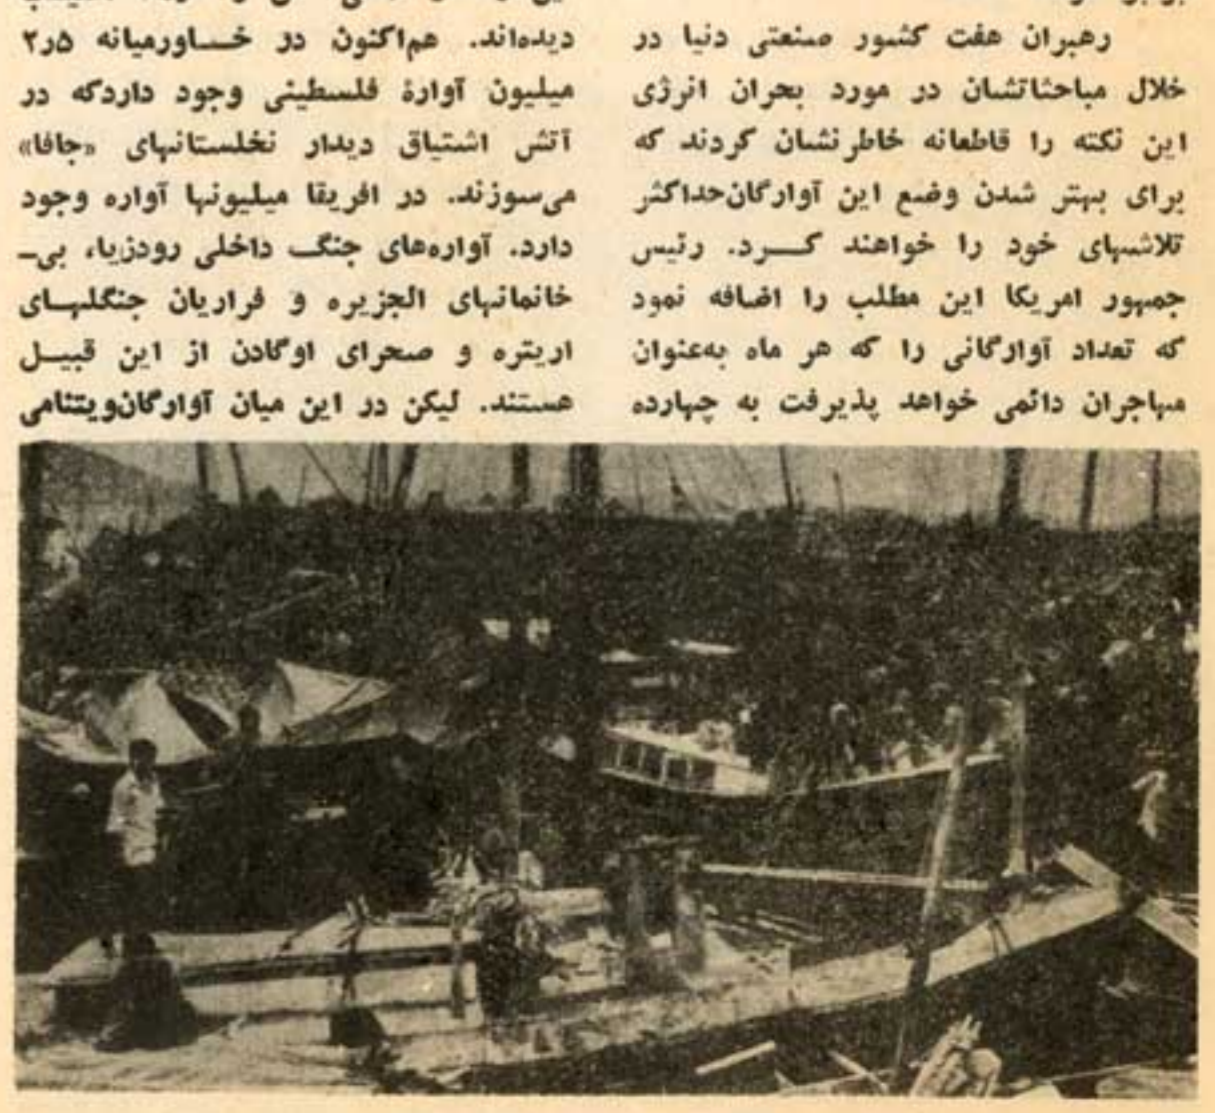 رهبران هفت کشور صنعتی دنیا در
خلال مباحثاتشان در مورد بحران انرژی
این نکته را قاطعانه خاطرنشان کردند که
برای بهتر شدن وضع این آوارگان‌حداکثر
تلاشهای خود را خواهند کـــرد. رئیس
جمهور امریکا این مطلب را اضافه نمود
که تعداد آوارگانی را که هر ماه به‌عنوان
مهاجران دائمی خواهد پذیرفت به چهارده
دیده‌اند. هم‌اکنون در خـــاورمیانه ۲ر۵
میلیون آوارهٔ فلسطینی وجود داردکه در
آتش اشتیاق دیدار نخلستانهای «جافا»
می‌سوزند. در افریقا میلیونها آواره وجود
دارد. آواره‌های جنگ داخلی رودزیا، بی‌ـ
خانمانهای الجزیره و فراریان جنگلهـای
اریتره و صحرای اوگادن از این قبیـل
هستند. لیکن در این میان آوارگان‌ویتنامی